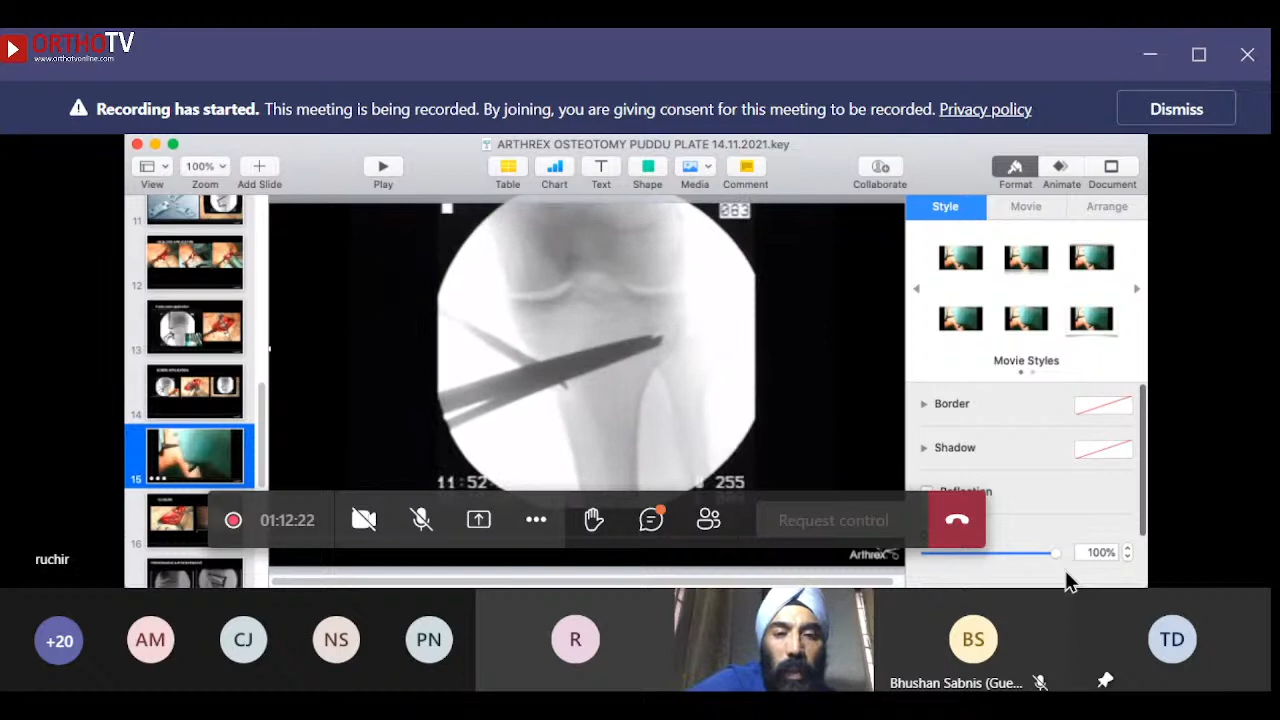 ORTHOTV
www.orthotvonline.com
Recording has started. This meeting is being recorded. By joining, you are giving consent for this meeting to be recorded. Privacy policy
Dismiss
ARTHREX OSTEOTOMY PUDDU PLATE 14.11.2021.key
100%
View Zoom Add Slide Play Table Chart Text Shape Media Comment Collaborate Format Animate Document
Style Movie Arrange
11
12
13
14
15
16
083
11:52
255
Arthrex
Movie Styles
Border
Shadow
Reflection
100%
01:12:22
Request control
ruchir
+20
AM
CJ
NS
PN
R
BS
TD
Bhushan Sabnis (Gue...